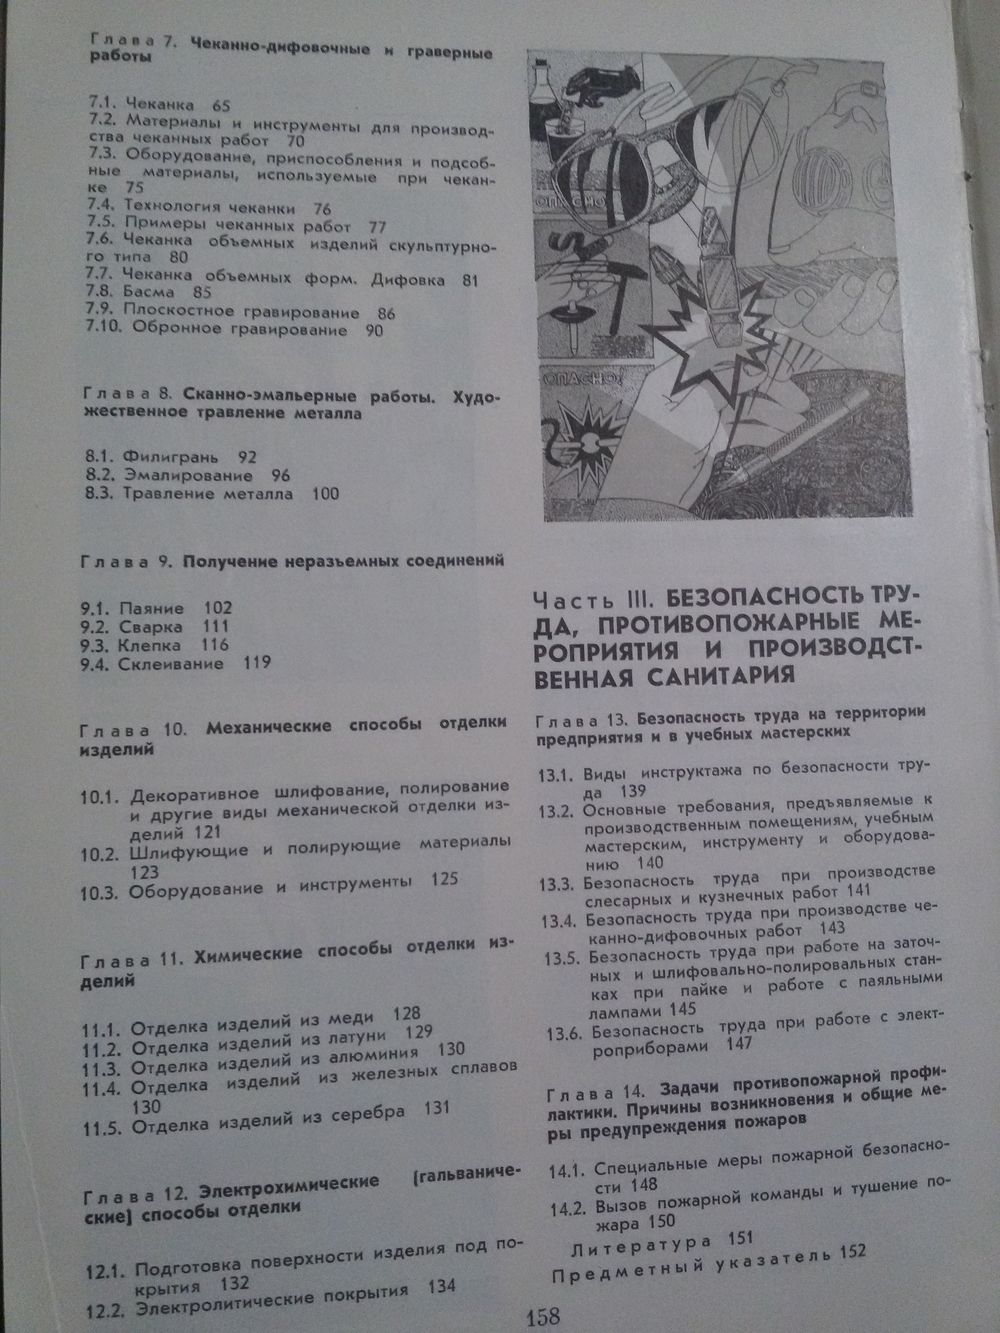 Глава 7. Чеканно-дифовочные и граверные
работы
7.1. Чеканка 65
7.2. Материалы и инструменты для производ-
ства чеканных работ 70
7.3. Оборудование, приспособления и подсоб-
ные материалы, используемые при чекан-
ке 75
7.4. Технология чеканки 76
7.5. Примеры чеканных работ 77
7.6. Чеканка объемных изделий скульптурно-
го типа 80
7.7. Чеканка объемных форм. Дифовка 81
7.8. Басма 85
7.9. Плоскостное гравирование 86
7.10. Обронное гравирование 90
Глава 8. Сканно-эмальерные работы. Худо-
жественное травление металла
8.1. Филигрань 92
8.2. Эмалирование 96
8.3. Травление металла 100
Глава 9. Получение неразъемных соединений
9.1. Паяние 102
9.2. Сварка 111
9.3. Клепка 116
9.4. Склеивание 119
Глава 10. Механические способы отделки
изделий
10.1. Декоративное шлифование, полирование
и другие виды механической отделки из-
делий 121
10.2. Шлифующие и полирующие материалы
123
10.3. Оборудование и инструменты 125
Глава 11. Химические способы отделки из-
делий
11.1. Отделка изделий из меди 128
11.2. Отделка изделий из латуни 129
11.3. Отделка изделий из алюминия 130
11.4. Отделка изделий из железных сплавов
130
11.5. Отделка изделий из серебра 131
Глава 12. Электрохимические (гальваниче-
ские) способы отделки
12.1. Подготовка поверхности изделия под по-
крытия 132
12.2. Электролитические покрытия 134
ОПАСНО
ОПАСНО!
Часть III. БЕЗОПАСНОСТЬ ТРУ-
ДА, ПРОТИВОПОЖАРНЫЕ МЕ-
РОПРИЯТИЯ И ПРОИЗВОДСТ-
ВЕННАЯ САНИТАРИЯ
Глава 13. Безопасность труда на территории
предприятия и в учебных мастерских
13.1. Виды инструктажа по безопасности тру-
да 139
13.2. Основные требования, предъявляемые к
производственным помещениям, учебным
мастерским, инструменту и оборудова-
нию 140
13.3. Безопасность труда при производстве
слесарных и кузнечных работ 141
13.4. Безопасность труда при производстве че-
канно-дифовочных работ 143
13.5. Безопасность труда при работе на заточ-
ных и шлифовально-полировальных стан-
ках при пайке и работе с паяльными
лампами 145
13.6. Безопасность труда при работе с элект-
роприборами 147
Глава 14. Задачи противопожарной профи-
лактики. Причины возникновения и общие ме-
ры предупреждения пожаров
14.1. Специальные меры пожарной безопасно-
сти 148
14.2. Вызов пожарной команды и тушение по-
жара 150
Литература 151
Предметный указатель 152
158